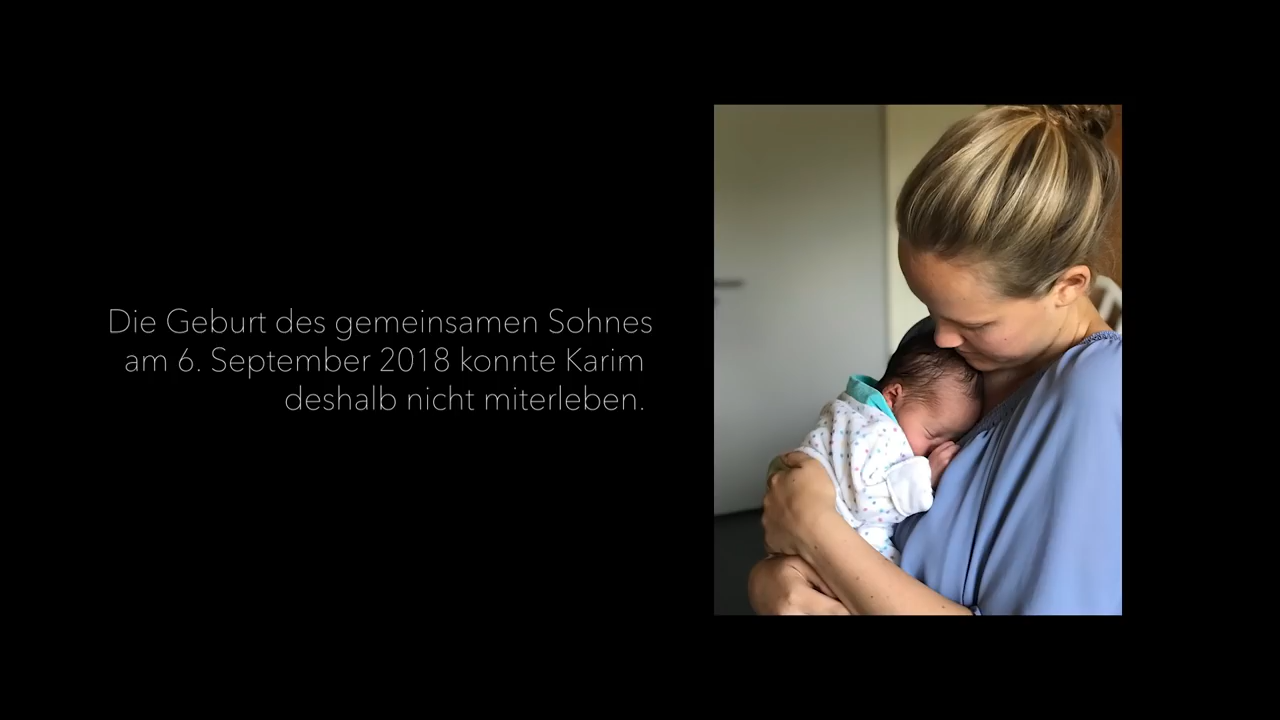 Die Geburt des gemeinsamen Sohnes
am 6. September 2018 konnte Karim
deshalb nicht miterleben.